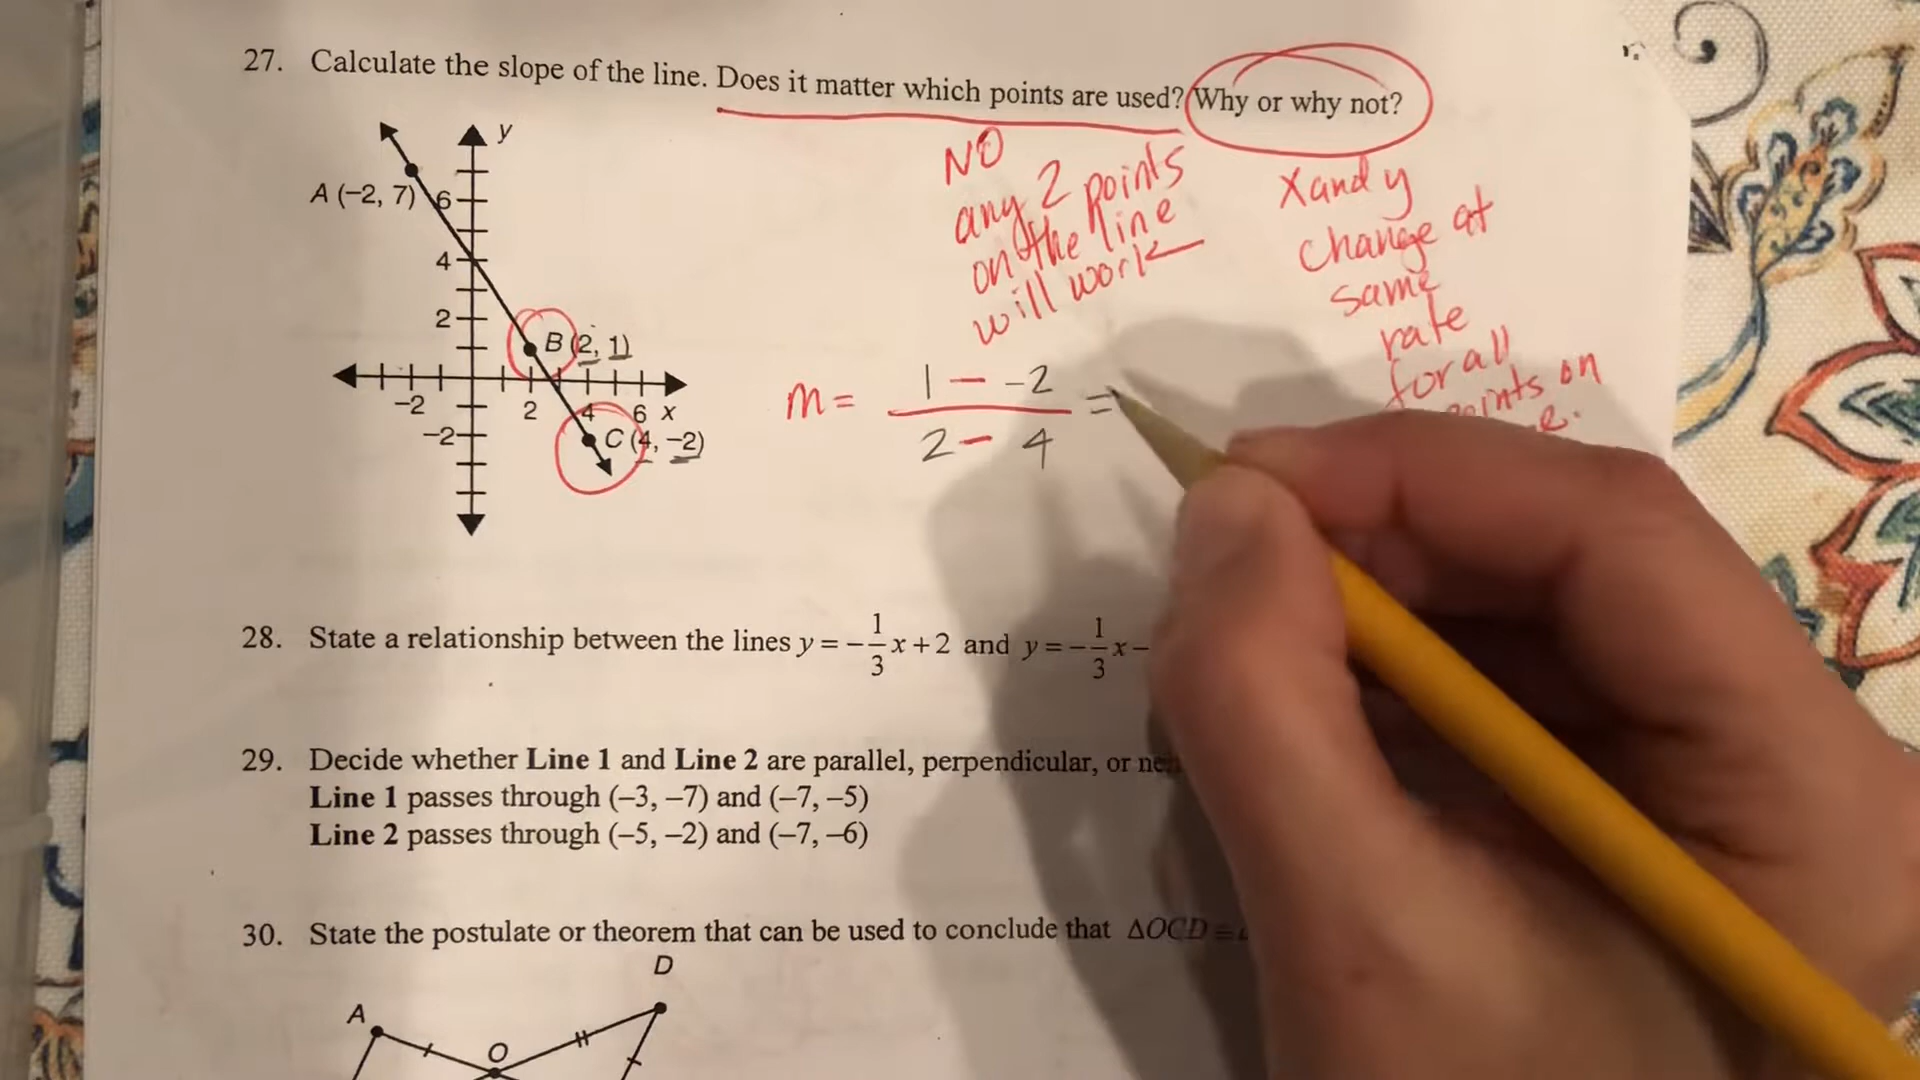 27. Calculate the slope of the line. Does it matter which points are used? Why or why not?
y
A (−2, 7)
6
4
2
B (2, 1)
−2
2
4
6
x
−2
C (4, −2)
NO
any 2 points
on the line
will work
X and y
change at
same
rate
for all
points on
m = 1 − -2 =
2 − 4
28. State a relationship between the lines y = −1/3 x + 2 and y = −1/3 x −
29. Decide whether Line 1 and Line 2 are parallel, perpendicular, or
Line 1 passes through (−3, −7) and (−7, −5)
Line 2 passes through (−5, −2) and (−7, −6)
30. State the postulate or theorem that can be used to conclude that ΔOCD
D
A
O